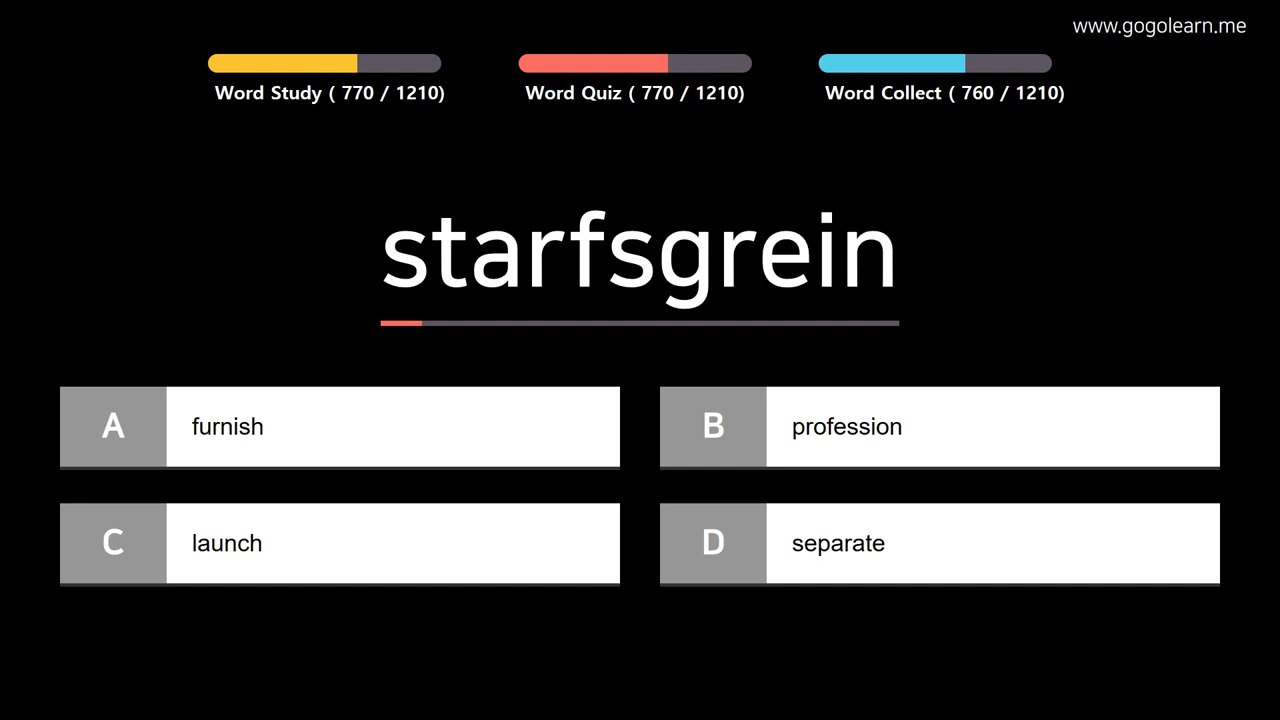 www.gogolearn.me
Word Study ( 770 / 1210)
Word Quiz ( 770 / 1210)
Word Collect ( 760 / 1210)
starfsgrein
A furnish
B profession
C launch
D separate